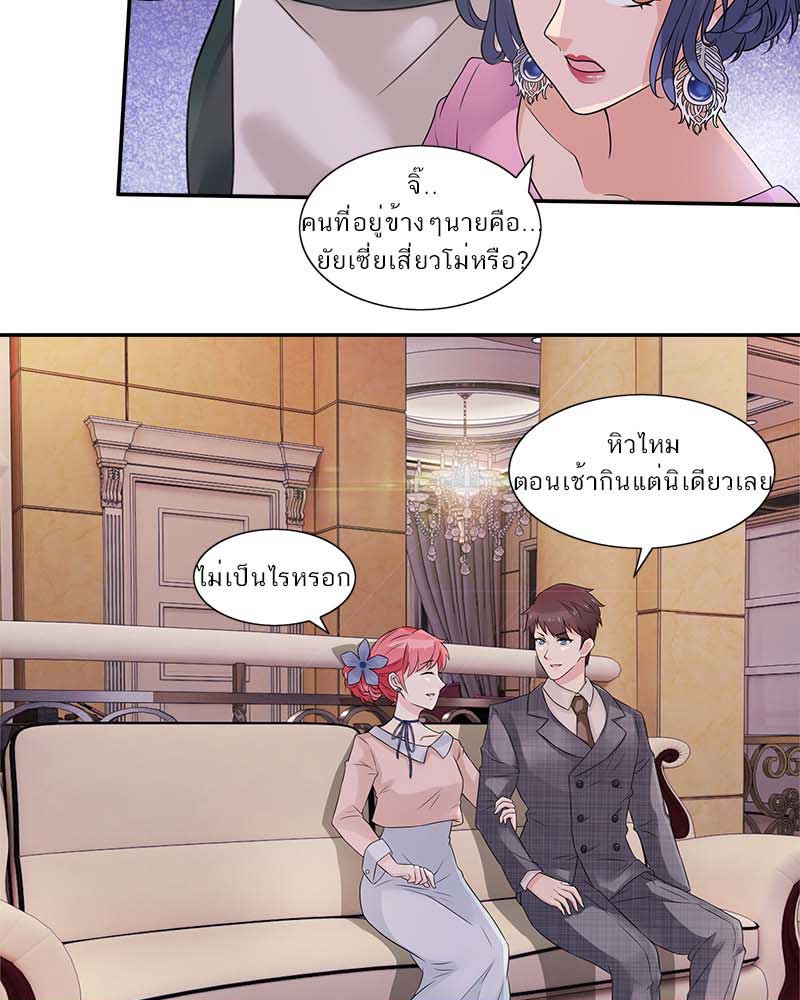 จิ๊..
คนที่อยู่ข้างๆนายคือ...
ยัยเซี่ยเสี่ยวโม่หรือ?
หิวไหม
ตอนเช้ากินแต่นิเดียวเลย
ไม่เป็นไรหรอก